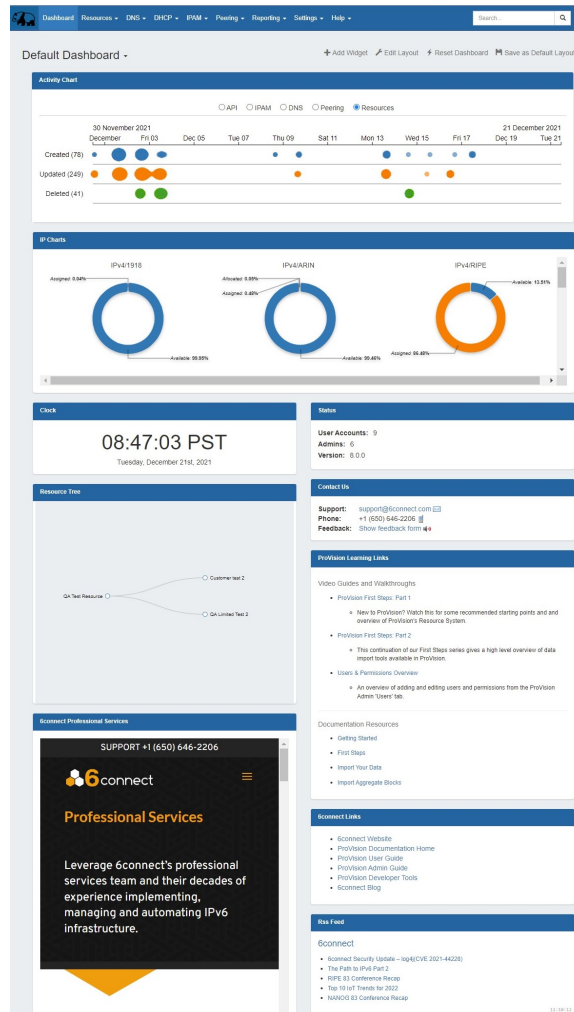 Dashboard Resources DNS DHCP IPAM Peering Reporting Settings Help Search...
Default Dashboard
Add Widget Edit Layout Reset Dashboard Save as Default Layout
Activity Chart
API IPAM DNS Peering Resources
30 November 2021 21 December 2021
December Fri 03 Dec 05 Tue 07 Thu 09 Sat 11 Mon 13 Wed 15 Fri 17 Dec 19 Tue 21
Created (78)
Updated (249)
Deleted (41)
IP Charts
IPv4/1918 IPv4/ARIN IPv4/RIPE
Assigned: 0.04% Allocated: 0.05% Available: 13.51%
Assigned: 0.48%
Available: 99.95% Available: 99.46% Assigned: 86.48%
Clock
08:47:03 PST
Tuesday, December 21st, 2021
Status
User Accounts: 9
Admins: 6
Version: 8.0.0
Contact Us
Support: support@6connect.com
Phone: +1 (650) 646-2206
Feedback: Show feedback form
Resource Tree
QA Test Resource
Customer test 2
QA Limited Test 2
ProVision Learning Links
Video Guides and Walkthroughs
ProVision First Steps: Part 1
New to ProVision? Watch this for some recommended starting points and and
overview of ProVision's Resource System.
ProVision First Steps: Part 2
This continuation of our First Steps series gives a high level overview of data
import tools available in ProVision.
Users & Permissions Overview
An overview of adding and editing users and permissions from the ProVision
Admin 'Users' tab.
Documentation Resources
Getting Started
First Steps
Import Your Data
Import Aggregate Blocks
6connect Professional Services
SUPPORT +1 (650) 646-2206
6connect
Professional Services
Leverage 6connect's professional
services team and their decades of
experience implementing,
managing and automating IPv6
infrastructure.
6connect Links
6connect Website
ProVision Documentation Home
ProVision User Guide
ProVision Admin Guide
ProVision Developer Tools
6connect Blog
Rss Feed
6connect
6connect Security Update – log4j(CVE 2021-44228)
The Path to IPv6 Part 2
RIPE 83 Conference Recap
Top 10 IoT Trends for 2022
NANOG 83 Conference Recap